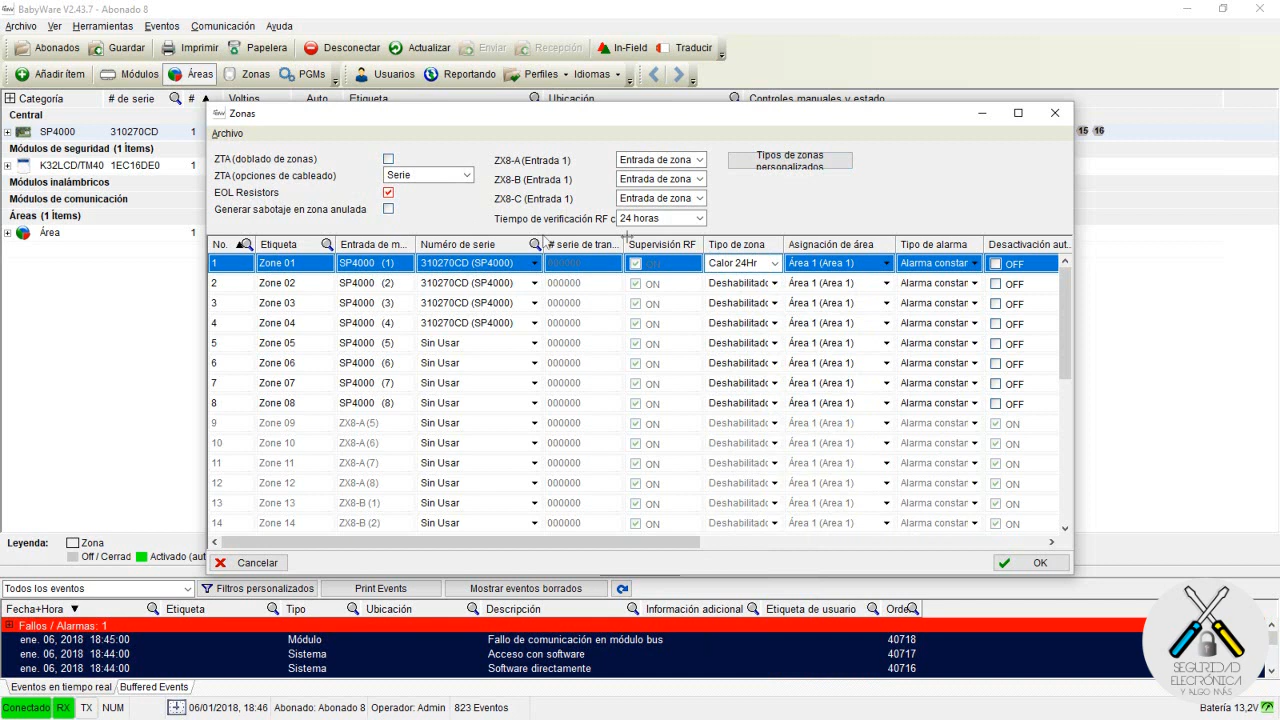 BabyWare V2.43.7 - Abonado 8
Archivo Ver Herramientas Eventos Comunicación Ayuda
Abonados Guardar Imprimir Papelera Desconectar Actualizar Enviar Recepción In-Field Traducir
Añadir ítem Módulos Áreas Zonas PGMs Usuarios Reportando Perfiles Idiomas
Categoría # de serie # Voltios Auto Etiqueta Ubicación Controles manuales y estado
Central
SP4000 310270CD 1
15 16
Módulos de seguridad (1 Ítems)
K32LCD/TM40 1EC16DE0 1
Módulos inalámbricos
Módulos de comunicación
Áreas (1 Ítems)
Área 1
Leyenda: Zona
Off / Cerrad Activado (aut
Zonas
Archivo
ZTA (doblado de zonas)
ZTA (opciones de cableado) Serie
EOL Resistors
Generar sabotaje en zona anulada
ZX8-A (Entrada 1) Entrada de zona
ZX8-B (Entrada 1) Entrada de zona
ZX8-C (Entrada 1) Entrada de zona
Tiempo de verificación RF c 24 horas
Tipos de zonas
personalizados
No. Etiqueta Entrada de m... Número de serie # serie de tran... Supervisión RF Tipo de zona Asignación de área Tipo de alarma Desactivación aut...
1 Zone 01 SP4000 (1) 310270CD (SP4000) 000000 ON Calor 24Hr Área 1 (Area 1) Alarma constar OFF
2 Zone 02 SP4000 (2) 310270CD (SP4000) 000000 ON Deshabilitado Área 1 (Area 1) Alarma constar OFF
3 Zone 03 SP4000 (3) 310270CD (SP4000) 000000 ON Deshabilitado Área 1 (Area 1) Alarma constar OFF
4 Zone 04 SP4000 (4) 310270CD (SP4000) 000000 ON Deshabilitado Área 1 (Area 1) Alarma constar OFF
5 Zone 05 SP4000 (5) Sin Usar 000000 ON Deshabilitado Área 1 (Area 1) Alarma constar OFF
6 Zone 06 SP4000 (6) Sin Usar 000000 ON Deshabilitado Área 1 (Area 1) Alarma constar OFF
7 Zone 07 SP4000 (7) Sin Usar 000000 ON Deshabilitado Área 1 (Area 1) Alarma constar OFF
8 Zone 08 SP4000 (8) Sin Usar 000000 ON Deshabilitado Área 1 (Area 1) Alarma constar OFF
9 Zone 09 ZX8-A (5) Sin Usar 000000 ON Deshabilitado Área 1 (Area 1) Alarma constar ON
10 Zone 10 ZX8-A (6) Sin Usar 000000 ON Deshabilitado Área 1 (Area 1) Alarma constar ON
11 Zone 11 ZX8-A (7) Sin Usar 000000 ON Deshabilitado Área 1 (Area 1) Alarma constar ON
12 Zone 12 ZX8-A (8) Sin Usar 000000 ON Deshabilitado Área 1 (Area 1) Alarma constar ON
13 Zone 13 ZX8-B (1) Sin Usar 000000 ON Deshabilitado Área 1 (Area 1) Alarma constar ON
14 Zone 14 ZX8-B (2) Sin Usar 000000 ON Deshabilitado Área 1 (Area 1) Alarma constar ON
Cancelar OK
Todos los eventos Filtros personalizados Print Events Mostrar eventos borrados
Fecha+Hora Etiqueta Tipo Ubicación Descripción Información adicional Etiqueta de usuario Orde
Fallos / Alarmas: 1
ene. 06, 2018 18:45:00 Módulo Fallo de comunicación en módulo bus 40718
ene. 06, 2018 18:44:00 Sistema Acceso con software 40717
ene. 06, 2018 18:44:00 Sistema Software directamente 40716
Eventos en tiempo real Buffered Events
Conectado RX TX NUM 06/01/2018, 18:46 Abonado: Abonado 8 Operador: Admin 823 Eventos Batería 13,2V
SEGURIDAD
ELECTRÓNICA
Y ALGO MÁS